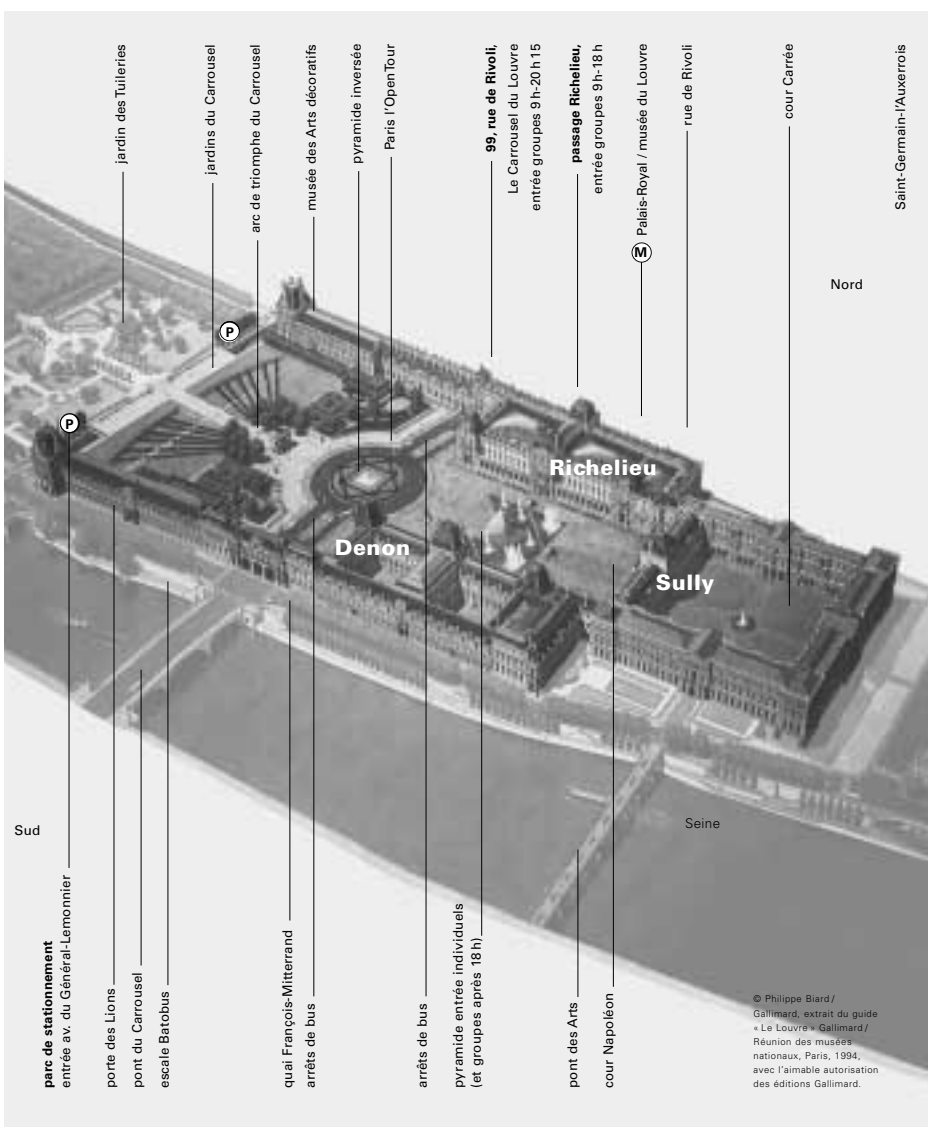 jardin des Tuileries
jardins du Carrousel
arc de triomphe du Carrousel
musée des Arts décoratifs
pyramide inversée
Paris l'OpenTour
99, rue de Rivoli,
Le Carrousel du Louvre
entrée groupes 9 h-20 h 15
passage Richelieu,
entrée groupes 9 h-18 h
M Palais-Royal / musée du Louvre
rue de Rivoli
cour Carrée
Saint-Germain-l'Auxerrois
Nord
P
P
Richelieu
Denon
Sully
Sud
Seine
parc de stationnement
entrée av. du Général-Lemonnier
porte des Lions
pont du Carrousel
escale Batobus
quai François-Mitterrand
arrêts de bus
arrêts de bus
pyramide entrée individuels
(et groupes après 18 h)
pont des Arts
cour Napoléon
© Philippe Biard /
Gallimard, extrait du guide
« Le Louvre » Gallimard /
Réunion des musées
nationaux, Paris, 1994,
avec l'aimable autorisation
des éditions Gallimard.